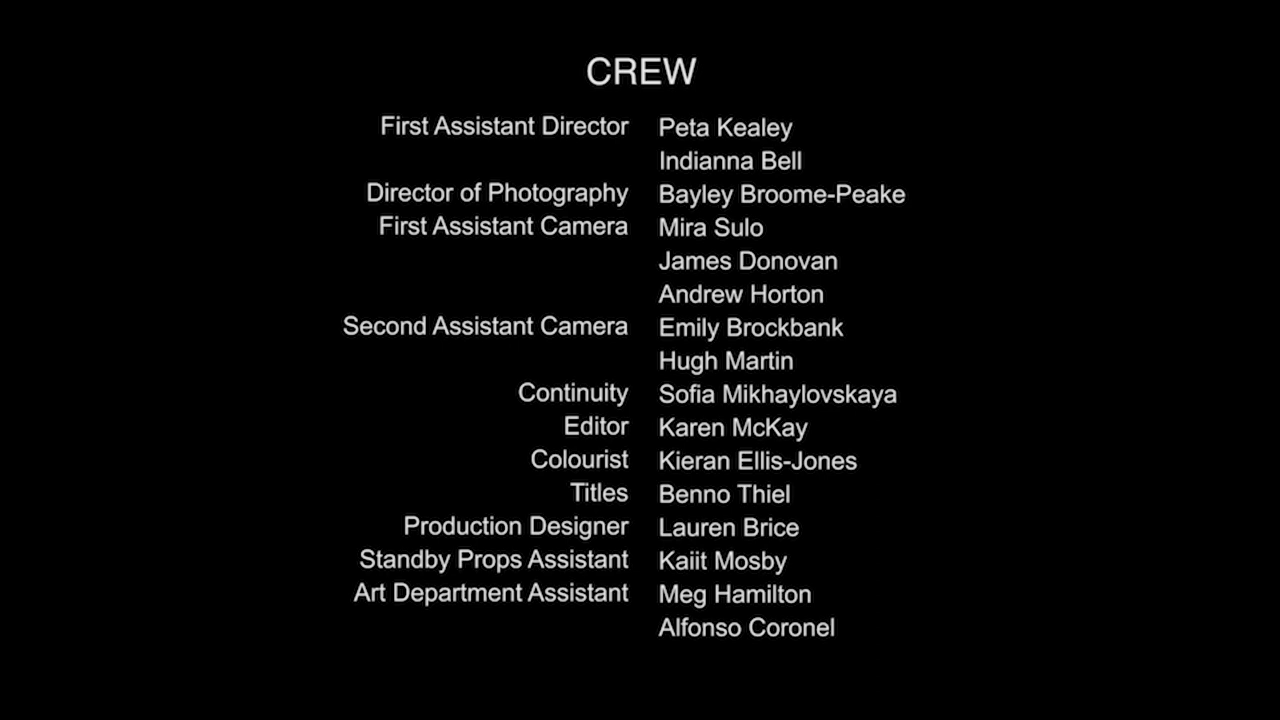 CREW
First Assistant Director Peta Kealey
Indianna Bell
Director of Photography Bayley Broome-Peake
First Assistant Camera Mira Sulo
James Donovan
Andrew Horton
Second Assistant Camera Emily Brockbank
Hugh Martin
Continuity Sofia Mikhaylovskaya
Editor Karen McKay
Colourist Kieran Ellis-Jones
Titles Benno Thiel
Production Designer Lauren Brice
Standby Props Assistant Kaiit Mosby
Art Department Assistant Meg Hamilton
Alfonso Coronel